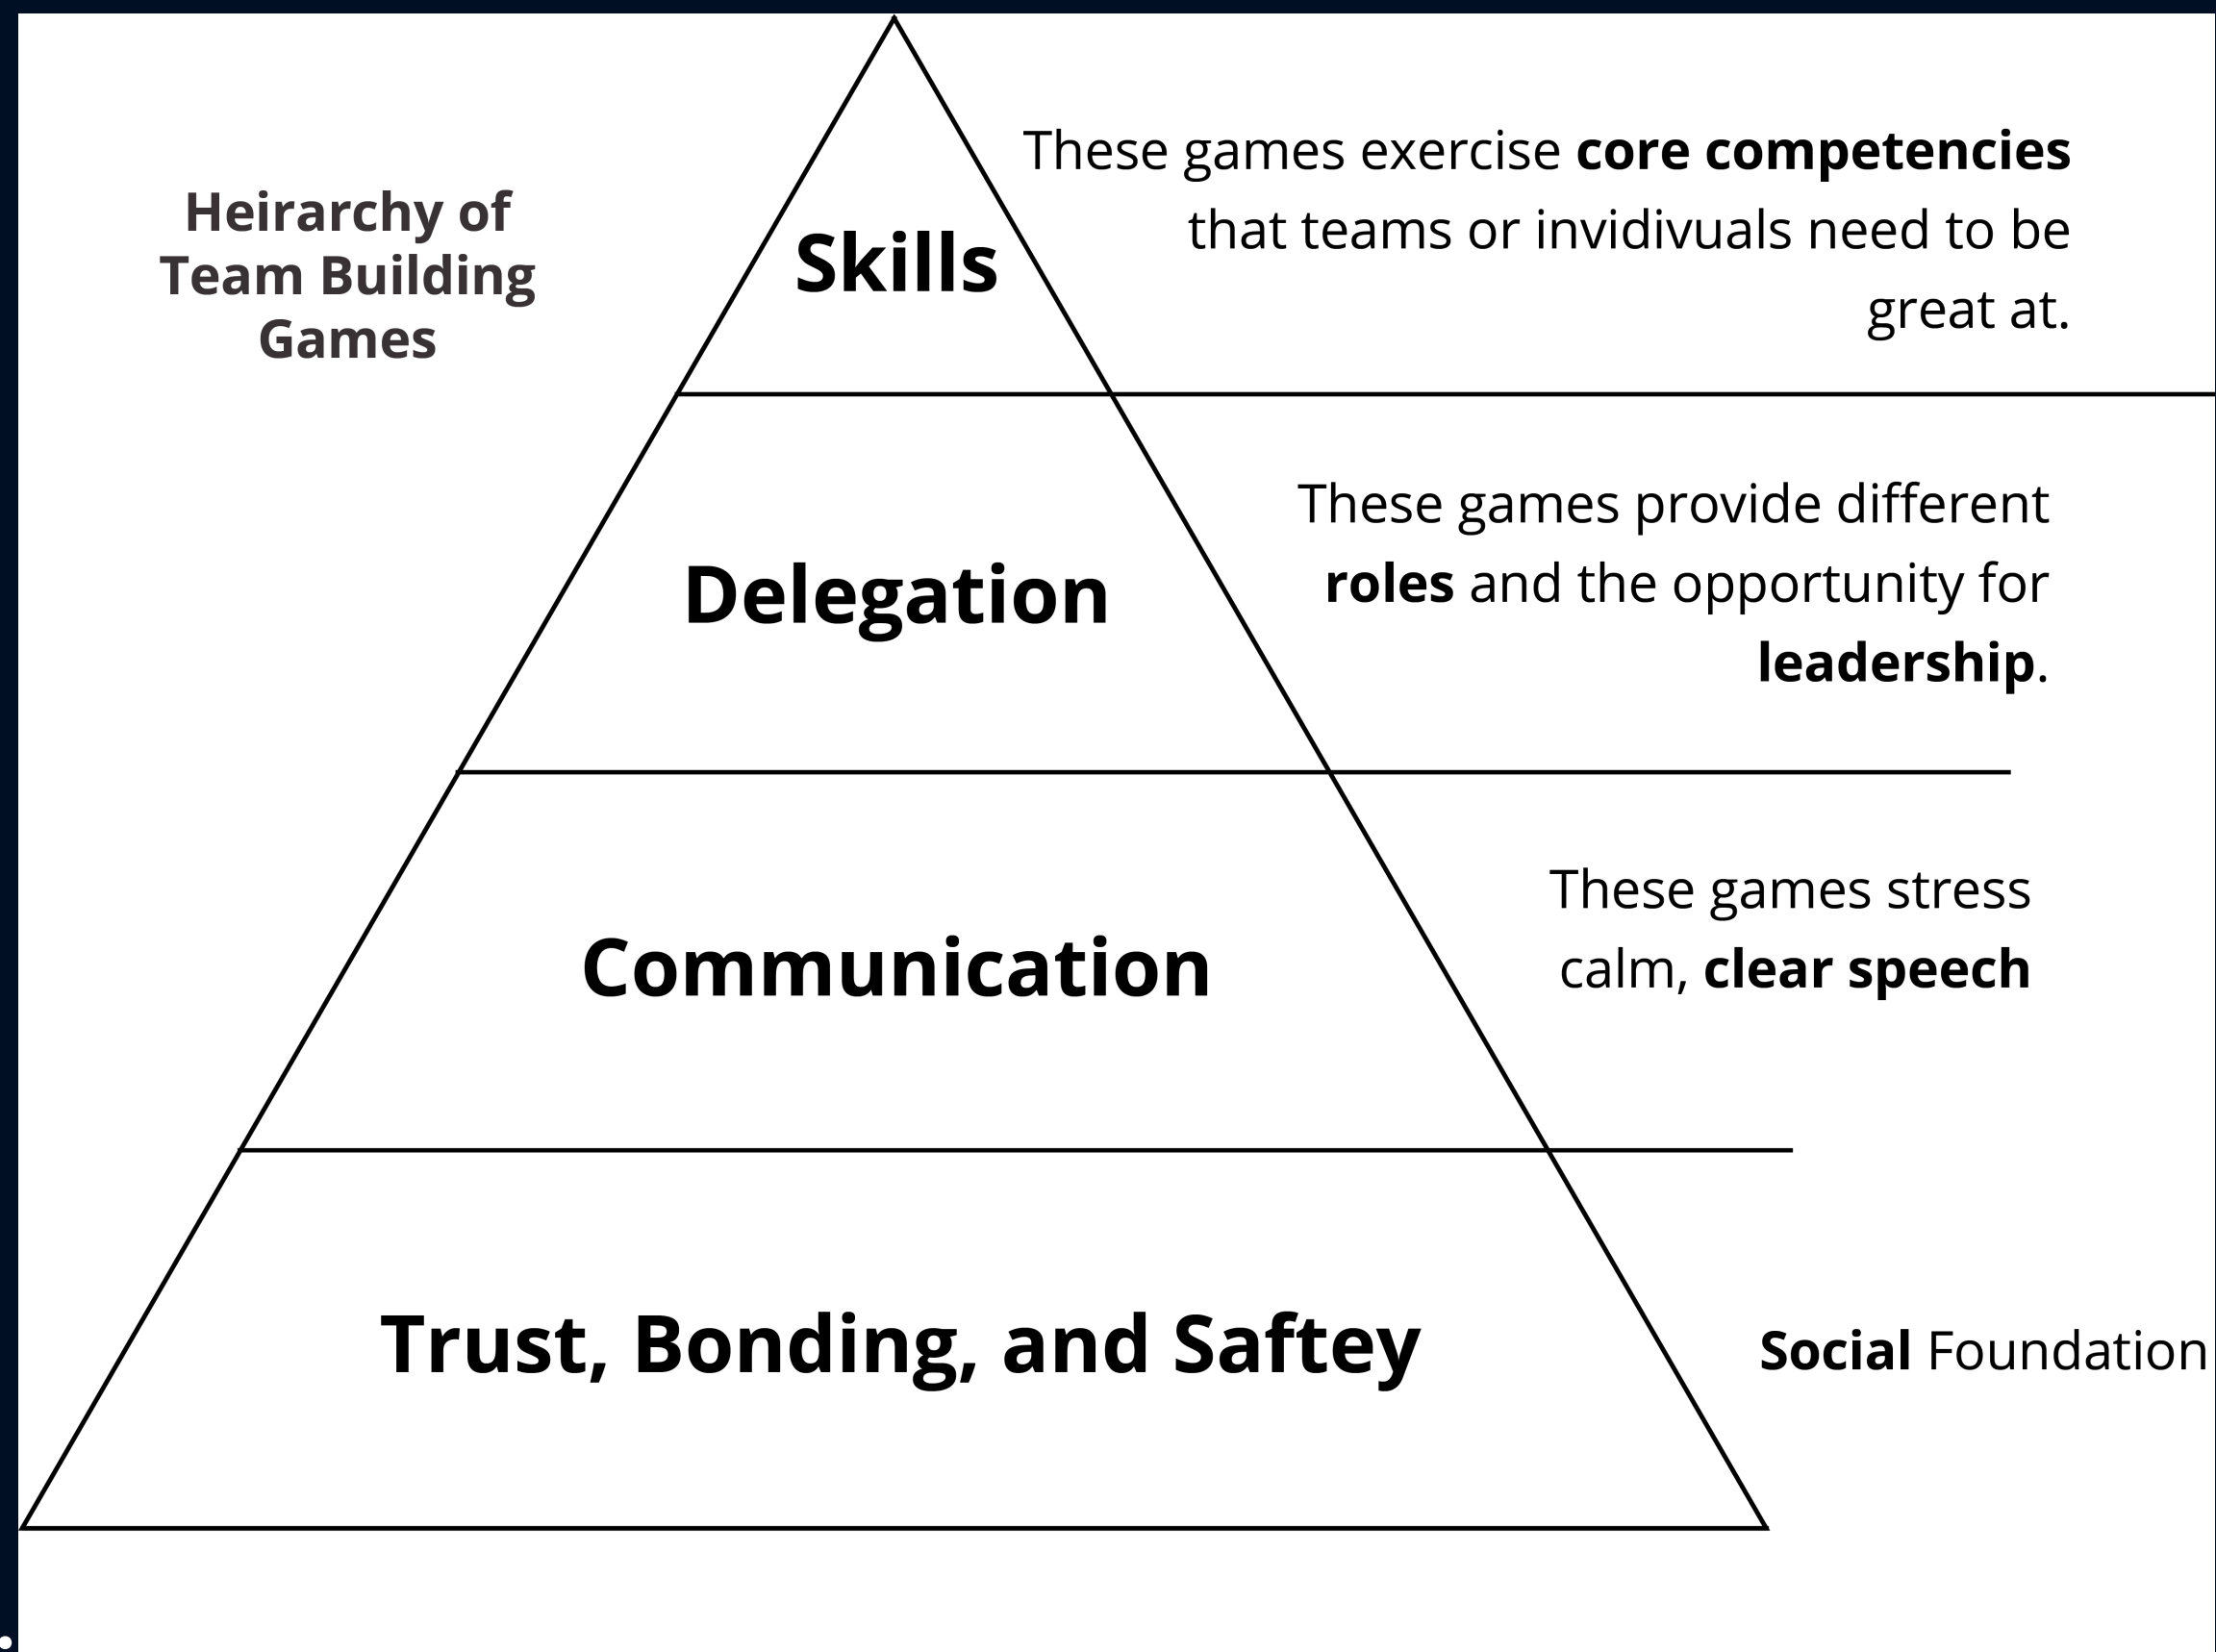 Heirarchy of
Team Building
Games
Skills
These games exercise core competencies
that teams or invidivuals need to be
great at.
Delegation
These games provide different
roles and the opportunity for
leadership.
Communication
These games stress
calm, clear speech
Trust, Bonding, and Saftey
Social Foundation